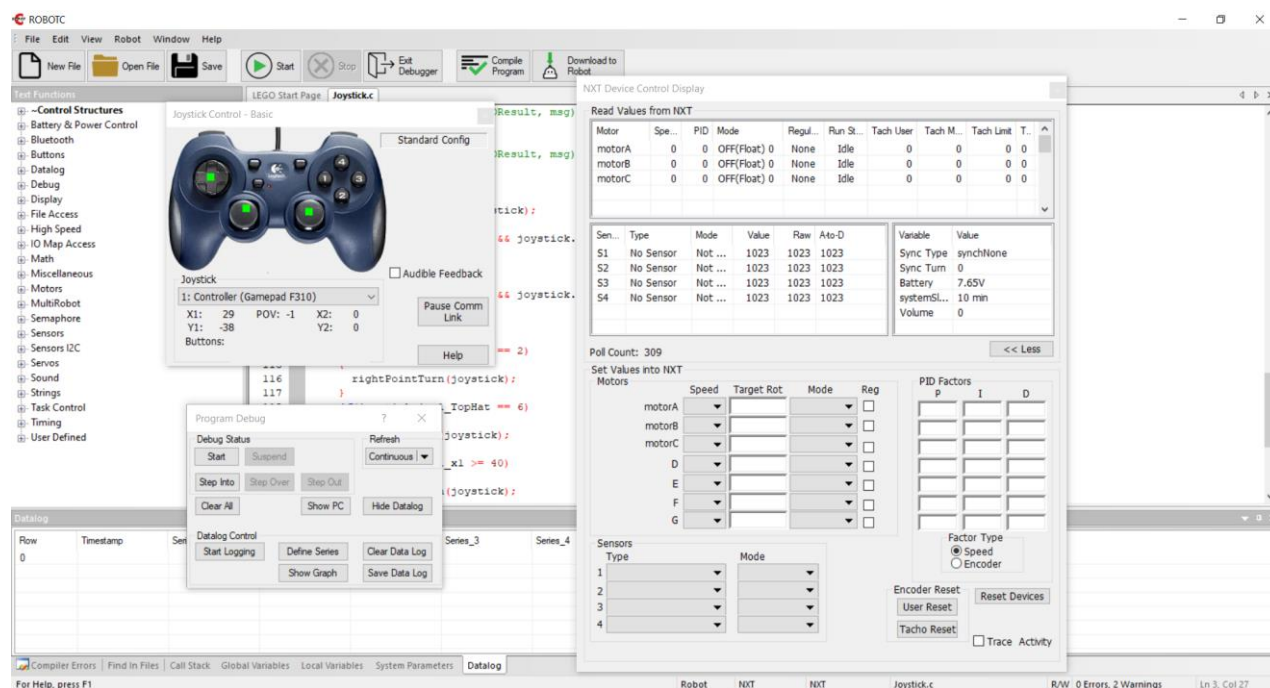 ROBOTC
File Edit View Robot Window Help
New File Open File Save Start Stop Exit Debugger Compile Program Download to Robot
Text Functions
~Control Structures
Battery & Power Control
Bluetooth
Buttons
Datalog
Debug
Display
File Access
High Speed
IO Map Access
Math
Miscellaneous
Motors
MultiRobot
Semaphore
Sensors
Sensors I2C
Servos
Sound
Strings
Task Control
Timing
User Defined
LEGO Start Page Joystick.c
Result, msg)
Result, msg)
stick);
&& joystick.
&& joystick.
== 2)
116 rightPointTurn(joystick);
117 }
_TopHat == 6)
joystick);
_x1 >= 40)
(joystick);
Joystick Control - Basic
Standard Config
Logitech
4
1 3
2
Audible Feedback
Joystick
1: Controller (Gamepad F310)
X1: 29 POV: -1 X2: 0
Y1: -38 Y2: 0
Buttons:
Pause Comm Link
Help
Program Debug ?
Debug Status Refresh
Start Suspend Continuous
Step Into Step Over Step Out
Clear All Show PC Hide Datalog
Datalog Control
Start Logging Define Series Clear Data Log
Show Graph Save Data Log
NXT Device Control Display
Read Values from NXT
Motor Spe... PID Mode Regul... Run St... Tach User Tach M... Tach Limit T..
motorA 0 0 OFF(Float) 0 None Idle 0 0 0 0
motorB 0 0 OFF(Float) 0 None Idle 0 0 0 0
motorC 0 0 OFF(Float) 0 None Idle 0 0 0 0
Sen... Type Mode Value Raw A-to-D
S1 No Sensor Not ... 1023 1023 1023
S2 No Sensor Not ... 1023 1023 1023
S3 No Sensor Not ... 1023 1023 1023
S4 No Sensor Not ... 1023 1023 1023
Variable Value
Sync Type synchNone
Sync Turn 0
Battery 7.65V
systemSl... 10 min
Volume 0
Poll Count: 309 << Less
Set Values into NXT
Motors
Speed Target Rot Mode Reg
motorA
motorB
motorC
D
E
F
G
PID Factors
P I D
Factor Type
Speed
Encoder
Sensors
Type Mode
1
2
3
4
Encoder Reset
User Reset
Tacho Reset
Reset Devices
Trace Activity
Datalog
Row Timestamp Series_3 Series_4
0
Compiler Errors Find In Files Call Stack Global Variables Local Variables System Parameters Datalog
For Help, press F1 Robot NXT NXT Joystick.c R/W 0 Errors, 2 Warnings Ln 3, Col 27